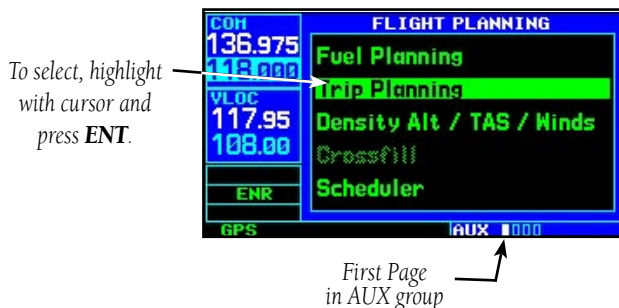 To select, highlight
with cursor and
press ENT.
COM
136.975
118.000
VLOC
117.95
108.00
ENR
GPS
FLIGHT PLANNING
Fuel Planning
Trip Planning
Density Alt / TAS / Winds
Crossfill
Scheduler
AUX
First Page
in AUX group